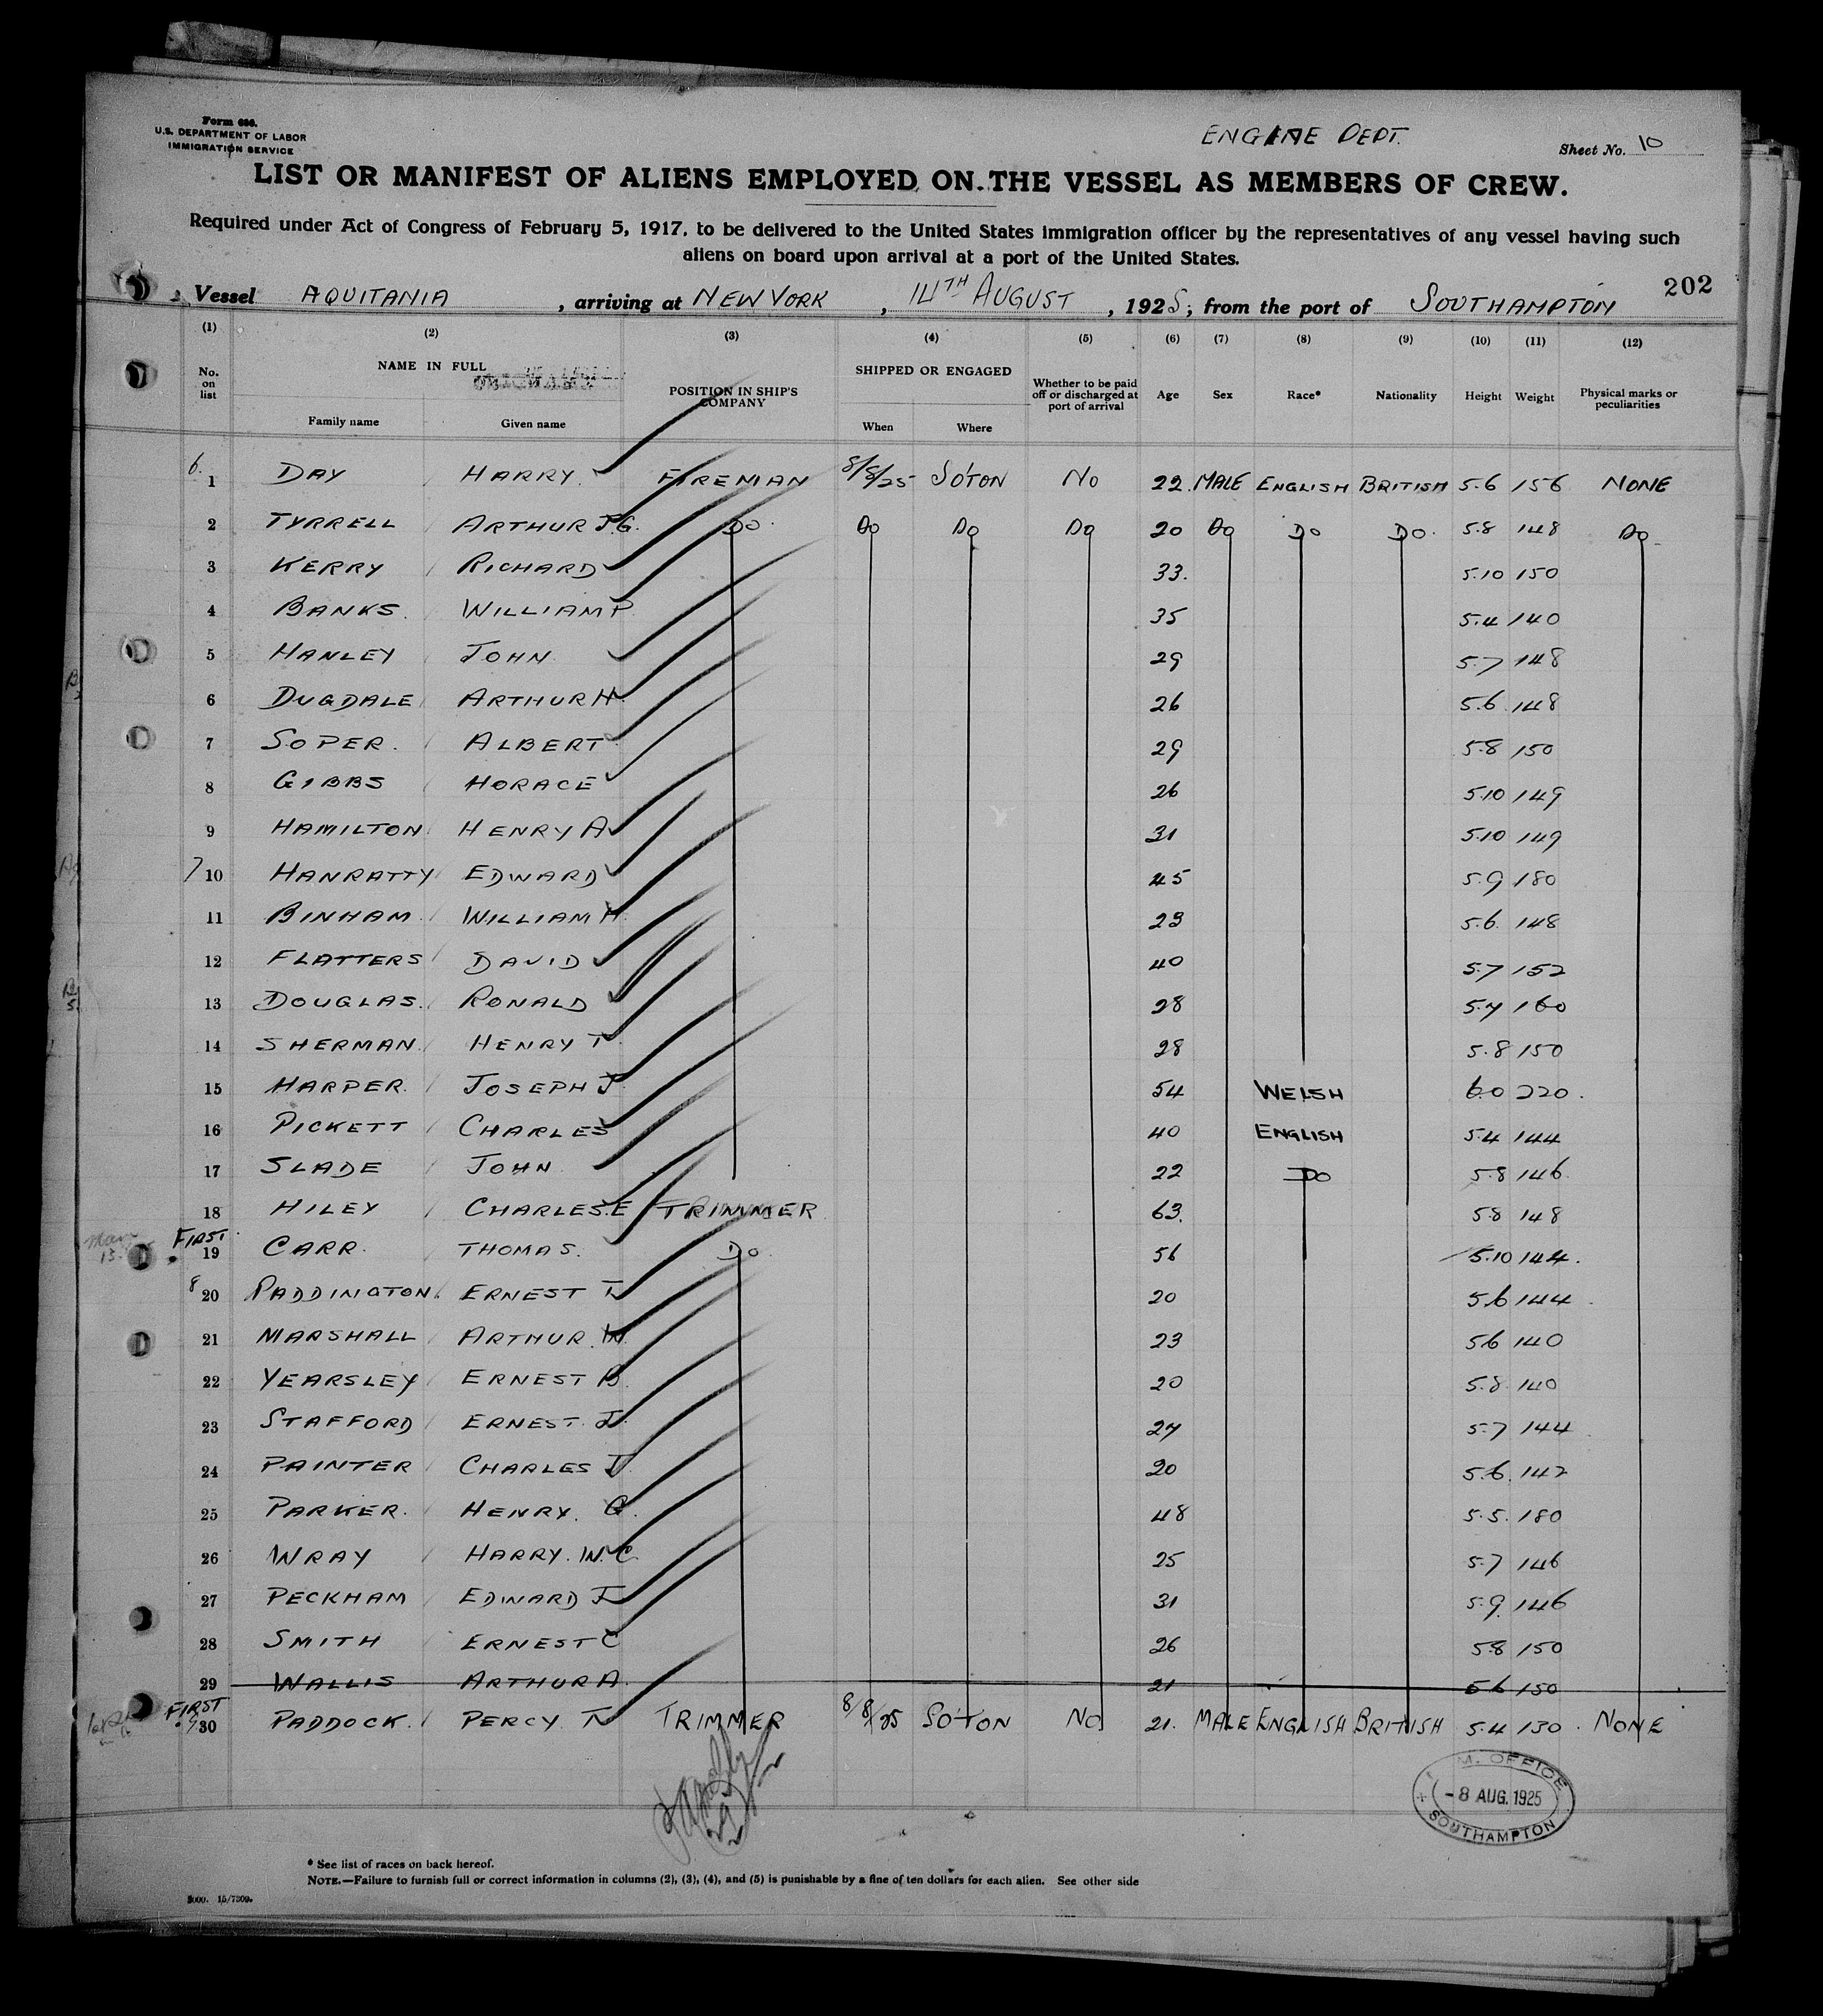 Form 686.
U.S. DEPARTMENT OF LABOR
IMMIGRATION SERVICE
ENGINE DEPT.
Sheet No. 10
LIST OR MANIFEST OF ALIENS EMPLOYED ON THE VESSEL AS MEMBERS OF CREW.
Required under Act of Congress of February 5, 1917, to be delivered to the United States immigration officer by the representatives of any vessel having such
aliens on board upon arrival at a port of the United States.
202
Vessel AQUITANIA, arriving at NEW YORK, 14TH AUGUST, 1925; from the port of SOUTHAMPTON
(1) (2) (3) (4) (5) (6) (7) (8) (9) (10) (11) (12)
No. on list NAME IN FULL Family name Given name POSITION IN SHIP'S COMPANY SHIPPED OR ENGAGED When Where Whether to be paid off or discharged at port of arrival Age Sex Race* Nationality Height Weight Physical marks or peculiarities
6. 1 DAY HARRY. FIREMAN 8/8/25 SO'TON NO 22. MALE ENGLISH BRITISH 5.6 156 NONE
2 TYRRELL ARTHUR J.G. DO. DO DO DO 20 DO DO DO. 5.8 148 DO
3 KERRY RICHARD 33. 5.10 150
4 BANKS. WILLIAM P. 35 5.4 140
5 HANLEY JOHN 29 5.7 148
6 DUGDALE ARTHUR H. 26 5.6 148
7 SOPER. ALBERT 29 5.8 150
8 GIBBS HORACE 26 5.10 149
9 HAMILTON HENRY A 31 5.10 149
7 10 HANRATTY EDWARD 45 5.9 180
11 BINHAM WILLIAM H. 23 5.6. 148
12 FLATTERS DAVID 40 5.7 152
13 DOUGLAS. RONALD 28 5.7 160
14 SHERMAN HENRY T. 28 5.8 150
15 HARPER. JOSEPH J. 54 WELSH 6.0 220.
16 PICKETT CHARLES 40 ENGLISH 5.4 144
17 SLADE JOHN 22 DO 5.8 146
18 HILEY CHARLES.E TRIMMER 63. 5.8 148
FIRST 19 CARR. THOMAS. DO. 56 5.10 144.
8 20 PADDINGTON. ERNEST T. 20 5.6 144
21 MARSHALL ARTHUR W. 23 5.6 140
22 YEARSLEY ERNEST B. 20 5.8 140
23 STAFFORD ERNEST. J. 27 5.7 144
24 PAINTER CHARLES J 20 5.6. 142
25 PARKER. HENRY. G. 48 5.5. 180
26 WRAY HARRY. W.C. 25 5.7 146
27 PECKHAM EDWARD J 31 5.9. 146
28 SMITH ERNEST C 26 5.8 150
29 WALLIS ARTHUR A. 21 5.6 150
FIRST 30 PADDOCK. PERCY TRIMMER 8/8/25 SO'TON NO 21. MALE ENGLISH BRITISH 5.4 130. NONE
OFFICE
-8 AUG. 1925
SOUTHAMPTON
* See list of races on back hereof.
NOTE.—Failure to furnish full or correct information in columns (2), (3), (4), and (5) is punishable by a fine of ten dollars for each alien. See other side